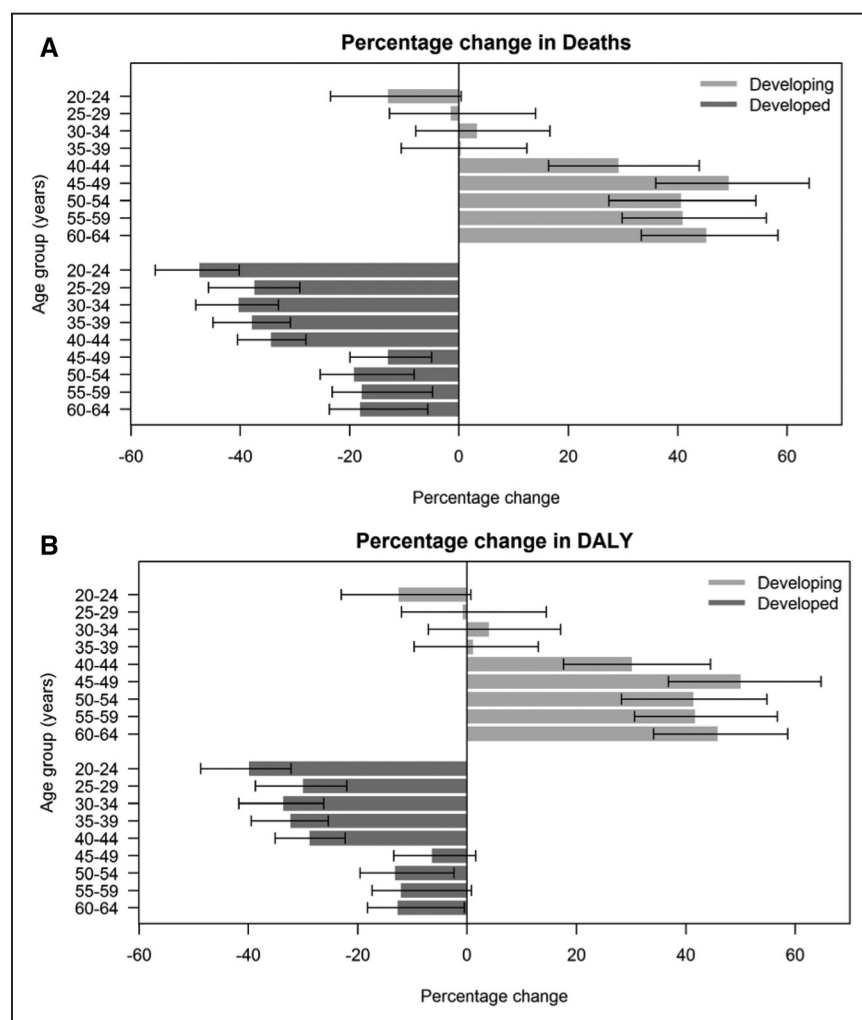 A
Percentage change in Deaths
Developing
Developed
Age group (years)
20-24
25-29
30-34
35-39
40-44
45-49
50-54
55-59
60-64
20-24
25-29
30-34
35-39
40-44
45-49
50-54
55-59
60-64
-60 -40 -20 0 20 40 60
Percentage change
B
Percentage change in DALY
Developing
Developed
Age group (years)
20-24
25-29
30-34
35-39
40-44
45-49
50-54
55-59
60-64
20-24
25-29
30-34
35-39
40-44
45-49
50-54
55-59
60-64
-60 -40 -20 0 20 40 60
Percentage change